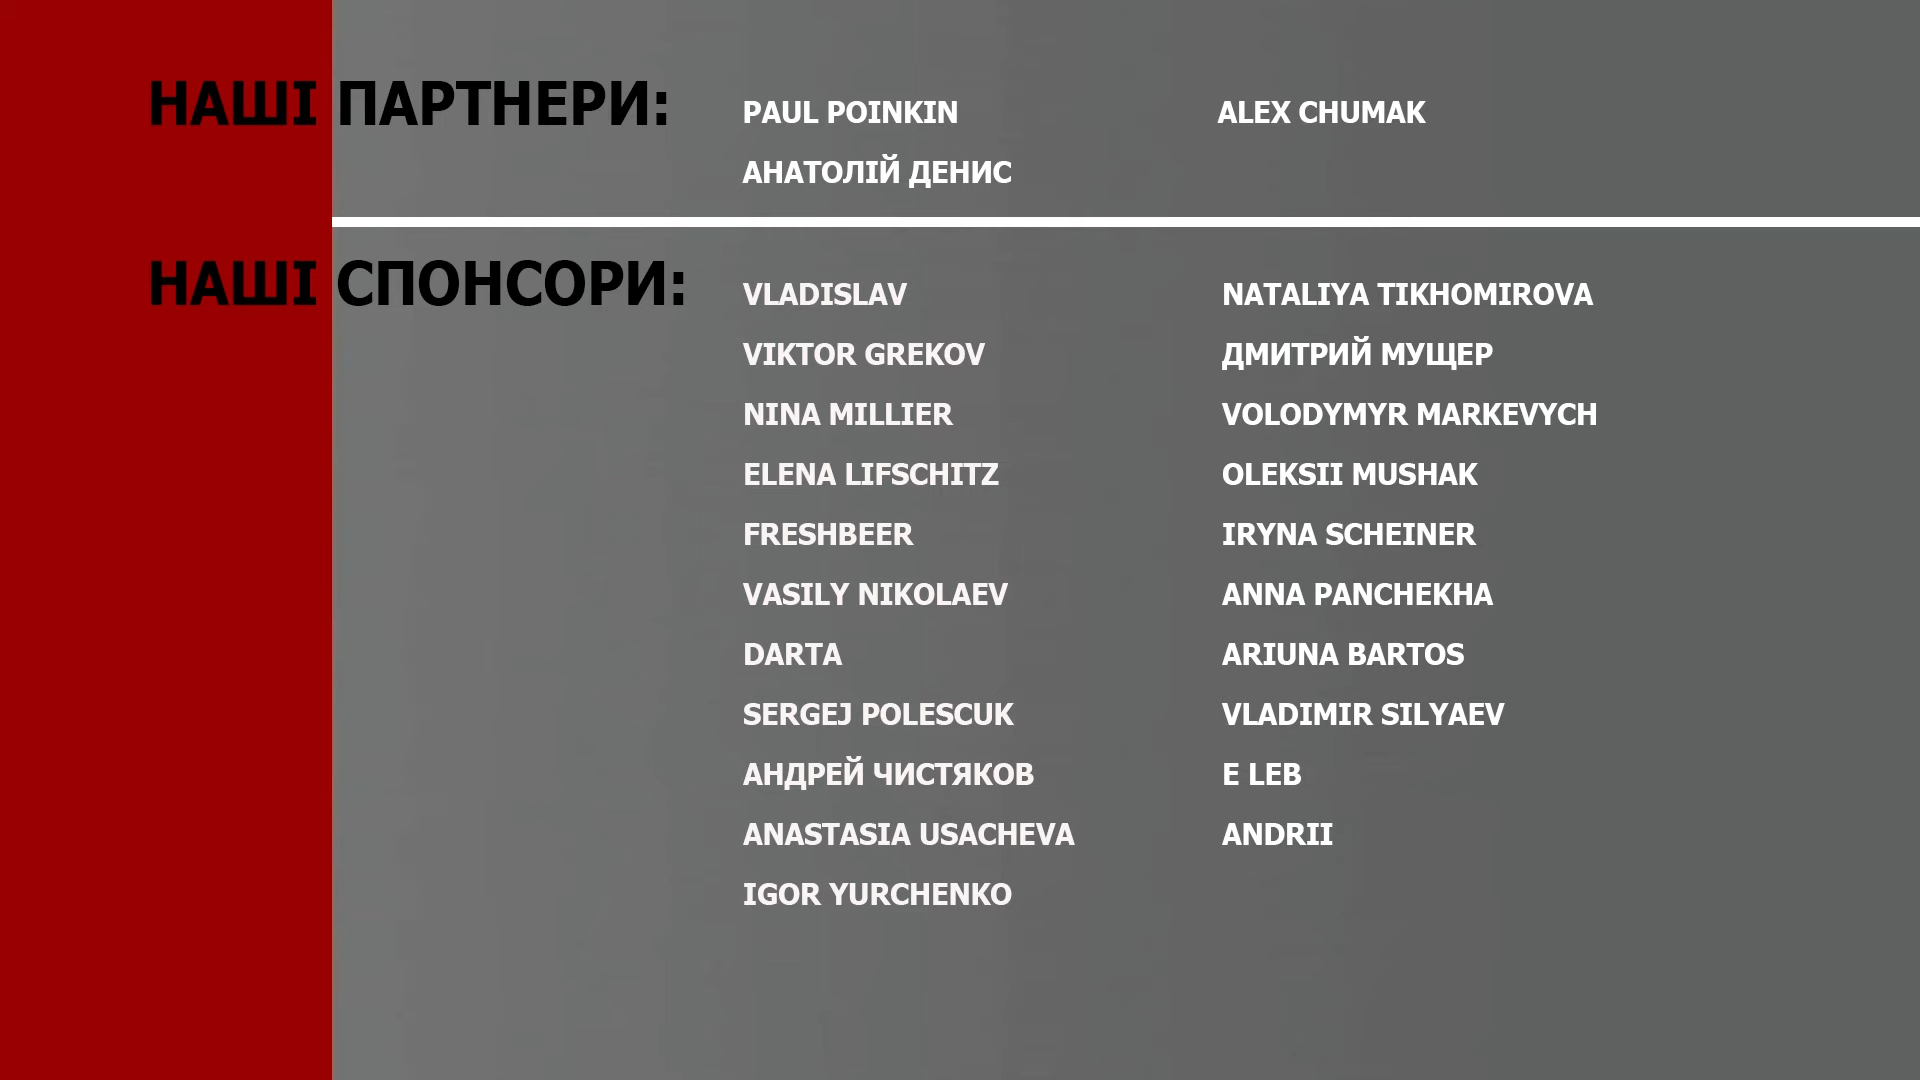 НАШІ ПАРТНЕРИ:
PAUL POINKIN
ALEX CHUMAK
АНАТОЛІЙ ДЕНИС
НАШІ СПОНСОРИ:
VLADISLAV
VIKTOR GREKOV
NINA MILLIER
ELENA LIFSCHITZ
FRESHBEER
VASILY NIKOLAEV
DARTA
SERGEJ POLESCUK
АНДРЕЙ ЧИСТЯКОВ
ANASTASIA USACHEVA
IGOR YURCHENKO
NATALIYA TIKHOMIROVA
ДМИТРИЙ МУЩЕР
VOLODYMYR MARKEVYCH
OLEKSII MUSHAK
IRYNA SCHEINER
ANNA PANCHEKHA
ARIUNA BARTOS
VLADIMIR SILYAEV
E LEB
ANDRII